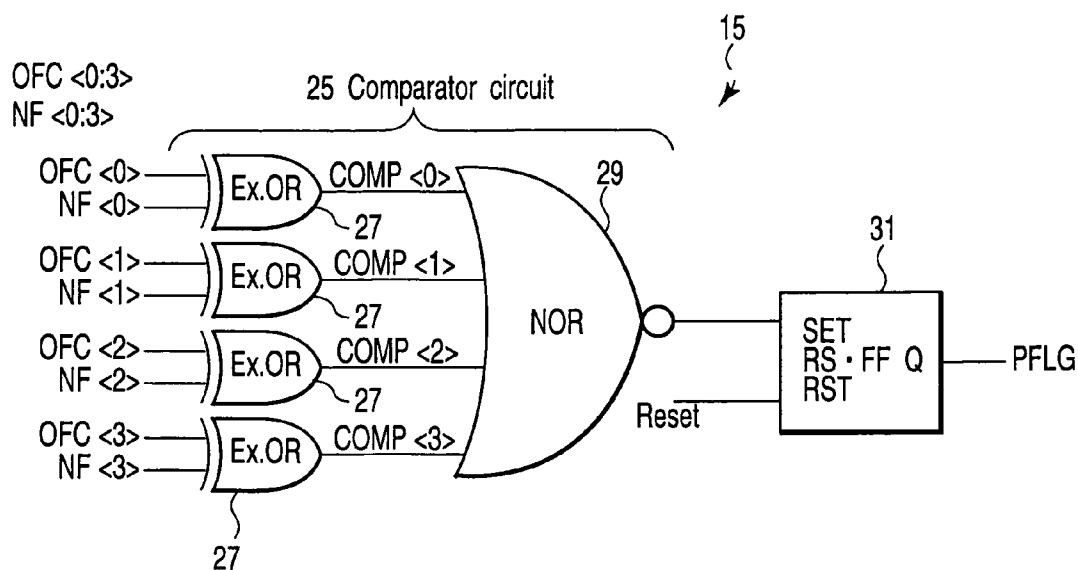 15
OFC <0:3>
NF <0:3>
25 Comparator circuit
OFC <0>
NF <0>
Ex.OR
COMP <0>
27
29
OFC <1>
NF <1>
Ex.OR
COMP <1>
27
31
NOR
SET
RS·FF Q
RST
PFLG
OFC <2>
NF <2>
Ex.OR
COMP <2>
27
Reset
OFC <3>
NF <3>
Ex.OR
COMP <3>
27